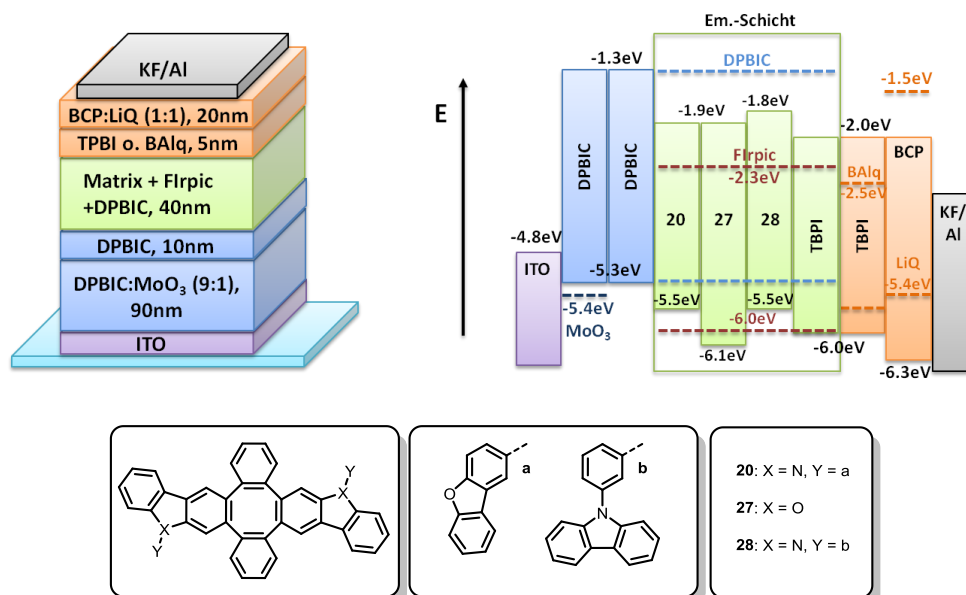 KF/Al
BCP:LiQ (1:1), 20nm
TPBI o. BAlq, 5nm
Matrix + FIrpic
+DPBIC, 40nm
DPBIC, 10nm
DPBIC:MoO₃ (9:1),
90nm
ITO
E
Em.-Schicht
-4.8eV
ITO
-1.3eV
DPBIC
DPBIC
-5.3eV
-5.4eV
MoO₃
DPBIC
-1.9eV
-1.8eV
FIrpic
-2.3eV
20
27
28
TBPI
-5.5eV
-5.5eV
-6.0eV
-6.1eV
-2.0eV
BAlq
-2.5eV
TBPI
-6.0eV
-1.5eV
BCP
LiQ
-5.4eV
-6.3eV
KF/
Al
Y
X
X
Y
a
O
b
N
20: X = N, Y = a
27: X = O
28: X = N, Y = b